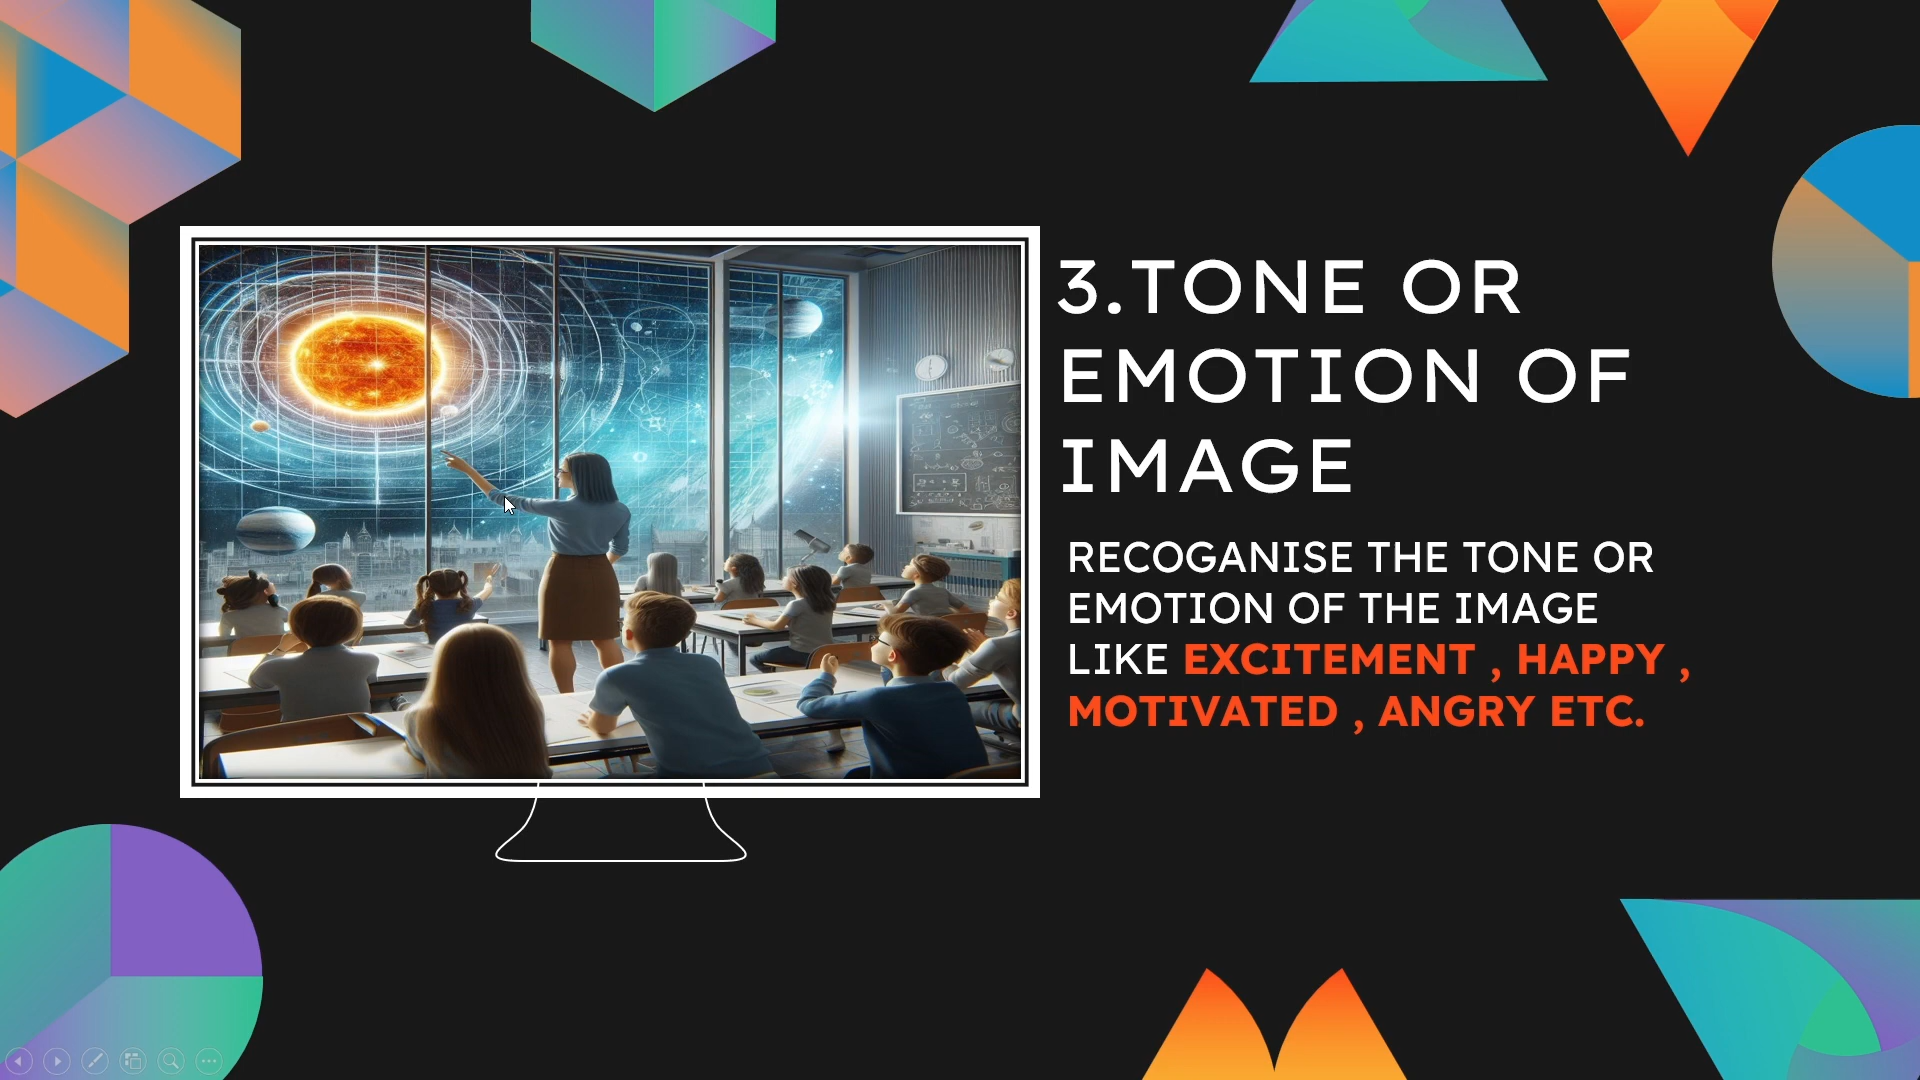 3.TONE OR
EMOTION OF
IMAGE
RECOGANISE THE TONE OR
EMOTION OF THE IMAGE
LIKE EXCITEMENT , HAPPY ,
MOTIVATED , ANGRY ETC.